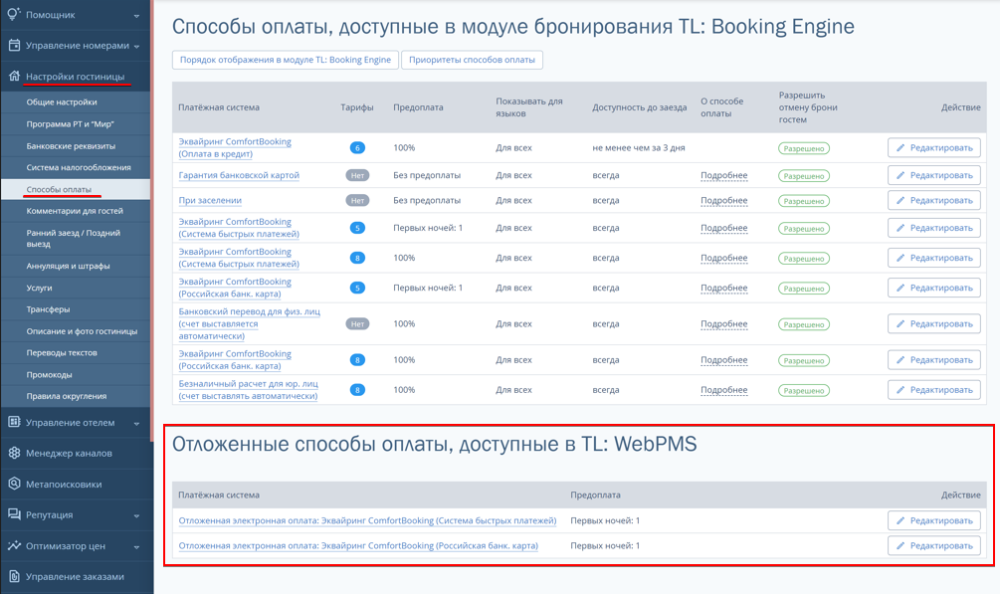 Помощник
Управление номерами
Настройки гостиницы
Общие настройки
Программа РТ и “Мир”
Банковские реквизиты
Система налогообложения
Способы оплаты
Комментарии для гостей
Ранний заезд / Поздний
выезд
Аннуляция и штрафы
Услуги
Трансферы
Описание и фото гостиницы
Переводы текстов
Промокоды
Правила округления
Управление отелем
Менеджер каналов
Метапоисковики
Репутация
Оптимизатор цен
Управление заказами
Способы оплаты, доступные в модуле бронирования TL: Booking Engine
Порядок отображения в модуле TL: Booking Engine Приоритеты способов оплаты
Платёжная система Тарифы Предоплата Показывать для языков Доступность до заезда О способе оплаты Разрешить отмену брони гостем Действие
Эквайринг ComfortBooking
(Оплата в кредит) 6 100% Для всех не менее чем за 3 дня Разрешено Редактировать
Гарантия банковской картой Нет Без предоплаты Для всех всегда Подробнее Разрешено Редактировать
При заселении Нет Без предоплаты Для всех всегда Подробнее Разрешено Редактировать
Эквайринг ComfortBooking
(Система быстрых платежей) 5 Первых ночей: 1 Для всех всегда Подробнее Разрешено Редактировать
Эквайринг ComfortBooking
(Система быстрых платежей) 8 100% Для всех всегда Подробнее Разрешено Редактировать
Эквайринг ComfortBooking
(Российская банк. карта) 5 Первых ночей: 1 Для всех всегда Подробнее Разрешено Редактировать
Банковский перевод для физ. лиц
(счет выставляется
автоматически) Нет 100% Для всех всегда Подробнее Разрешено Редактировать
Эквайринг ComfortBooking
(Российская банк. карта) 8 100% Для всех всегда Подробнее Разрешено Редактировать
Безналичный расчет для юр. лиц
(счет выставлять автоматически) 8 100% Для всех всегда Подробнее Разрешено Редактировать
Отложенные способы оплаты, доступные в TL: WebPMS
Платёжная система Предоплата Действие
Отложенная электронная оплата: Эквайринг ComfortBooking (Система быстрых платежей) Первых ночей: 1 Редактировать
Отложенная электронная оплата: Эквайринг ComfortBooking (Российская банк. карта) Первых ночей: 1 Редактировать